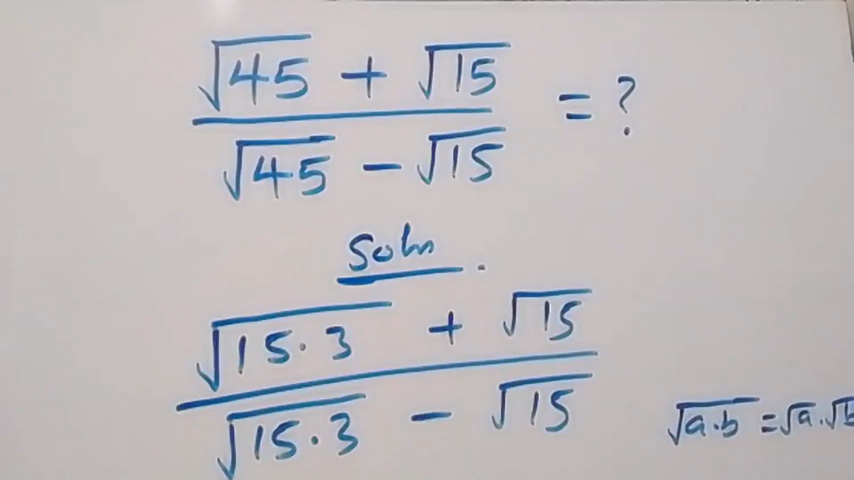 √45 + √15
= ?
√45 − √15
Soln.
√15·3 + √15
√15·3 − √15
√a·b = √a·√b